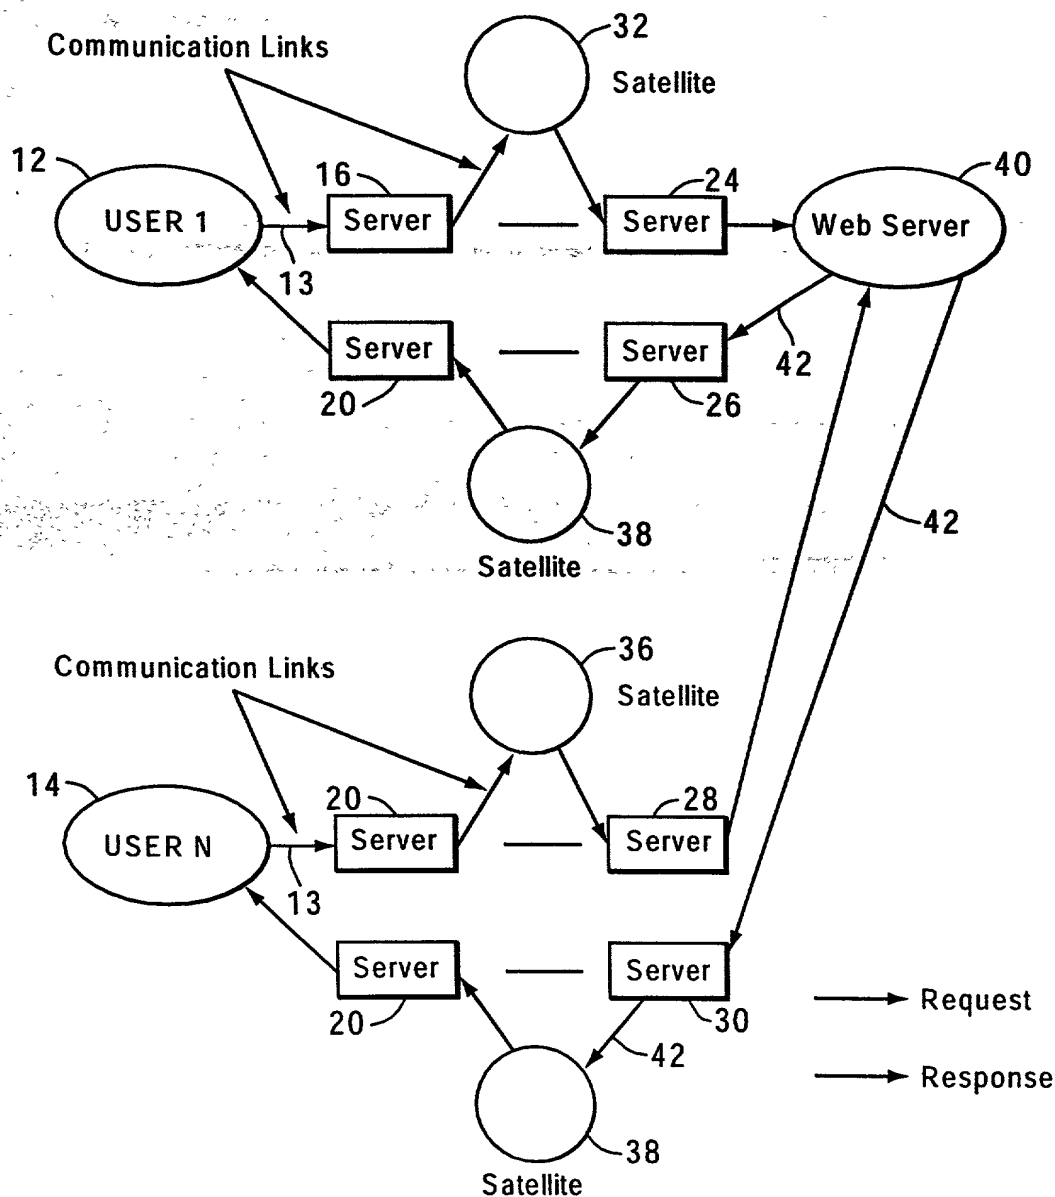 32
Communication Links
Satellite
12
16
24
40
USER 1
Server
Server
Web Server
13
Server
Server
42
20
26
42
38
Satellite
36
Communication Links
Satellite
14
20
28
USER N
Server
Server
13
Server
Server
Request
20
30
42
Response
38
Satellite